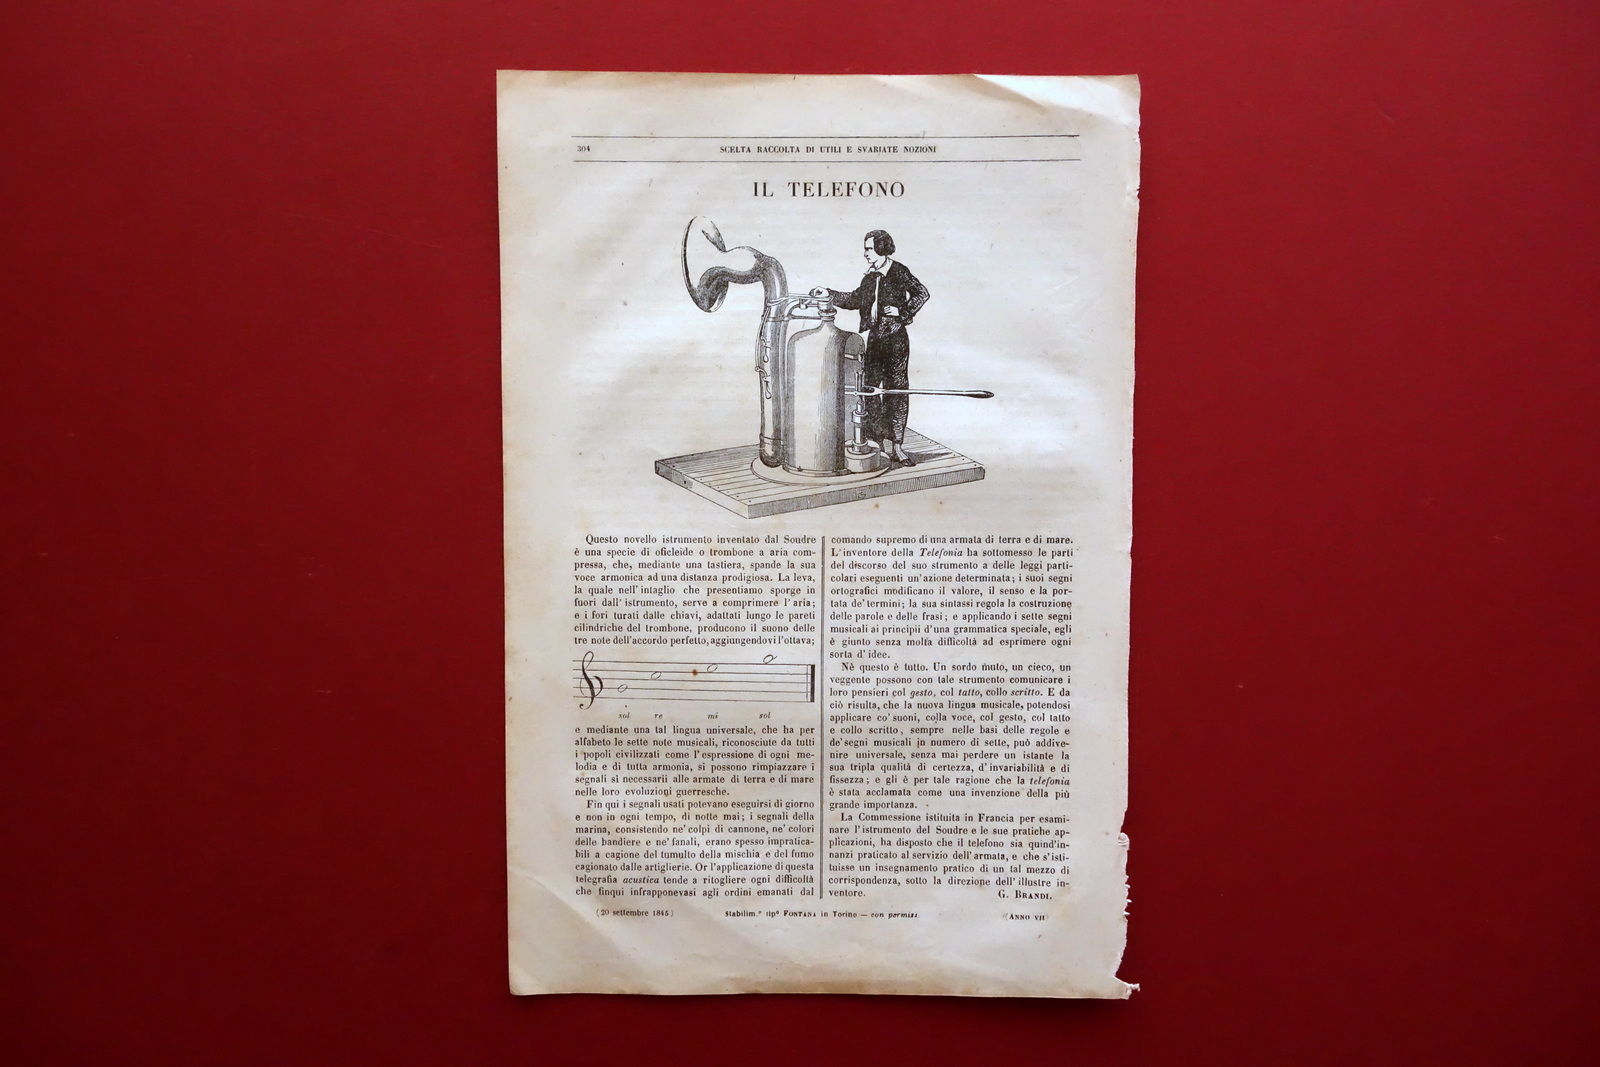 304
SCELTA RACCOLTA DI UTILI E SVARIATE NOZIONI
IL TELEFONO
Questo novello istrumento inventato dal Soudre
è una specie di oficleide o trombone a aria com-
pressa, che, mediante una tastiera, spande la sua
voce armonica ad una distanza prodigiosa. La leva,
la quale nell' intaglio che presentiamo sporge in
fuori dall' istrumento, serve a comprimere l' aria;
e i fori turati dalle chiavi, adattati lungo le pareti
cilindriche del trombone, producono il suono delle
tre note dell'accordo perfetto, aggiungendovi l'ottava;
sol re mi sol
e mediante una tal lingua universale, che ha per
alfabeto le sette note musicali, riconosciute da tutti
i popoli civilizzati come l' espressione di ogni me-
lodia e di tutta armonia, si possono rimpiazzare i
segnali sì necessarii alle armate di terra e di mare
nelle loro evoluzioni guerresche.
Fin qui i segnali usati potevano eseguirsi di giorno
e non in ogni tempo, di notte mai; i segnali della
marina, consistendo ne' colpi di cannone, ne' colori
delle bandiere e ne' fanali, erano spesso impratica-
bili a cagione del tumulto della mischia e del fumo
cagionato dalle artiglierie. Or l'applicazione di questa
telegrafia acustica tende a ritogliere ogni difficoltà
che finqui infrapponevasi agli ordini emanati dal
comando supremo di una armata di terra e di mare.
L' inventore della Telefonia ha sottomesso le parti
del discorso del suo strumento a delle leggi parti-
colari eseguenti un' azione determinata; i suoi segni
ortografici modificano il valore, il senso e la por-
tata de' termini; la sua sintassi regola la costruzione
delle parole e delle frasi; e applicando i sette segni
musicali ai principii d'una grammatica speciale, egli
è giunto senza molta difficoltà ad esprimere ogni
sorta d' idee.
Nè questo è tutto. Un sordo muto, un cieco, un
veggente possono con tale strumento comunicare i
loro pensieri col gesto, col tatto, collo scritto. E da
ciò risulta, che la nuova lingua musicale, potendosi
applicare co' suoni, colla voce, col gesto, col tatto
e collo scritto, sempre nelle basi delle regole e
de' segni musicali in numero di sette, può addive-
nire universale, senza mai perdere un istante la
sua tripla qualità di certezza, d' invariabilità e di
fissezza; e gli è per tale ragione che la telefonia
è stata acclamata come una invenzione della più
grande importanza.
La Commessione istituita in Francia per esami-
nare l' istrumento del Soudre e le sue pratiche ap-
plicazioni, ha disposto che il telefono sia quind'in-
nanzi praticato al servizio dell' armata, e che s' isti-
tuisse un insegnamento pratico di un tal mezzo di
corrispondenza, sotto la direzione dell' illustre in-
ventore. G. BRANDI.
(20 settembre 1845) Stabilim.º tipº FONTANA in Torino — con permiss. (ANNO VII)